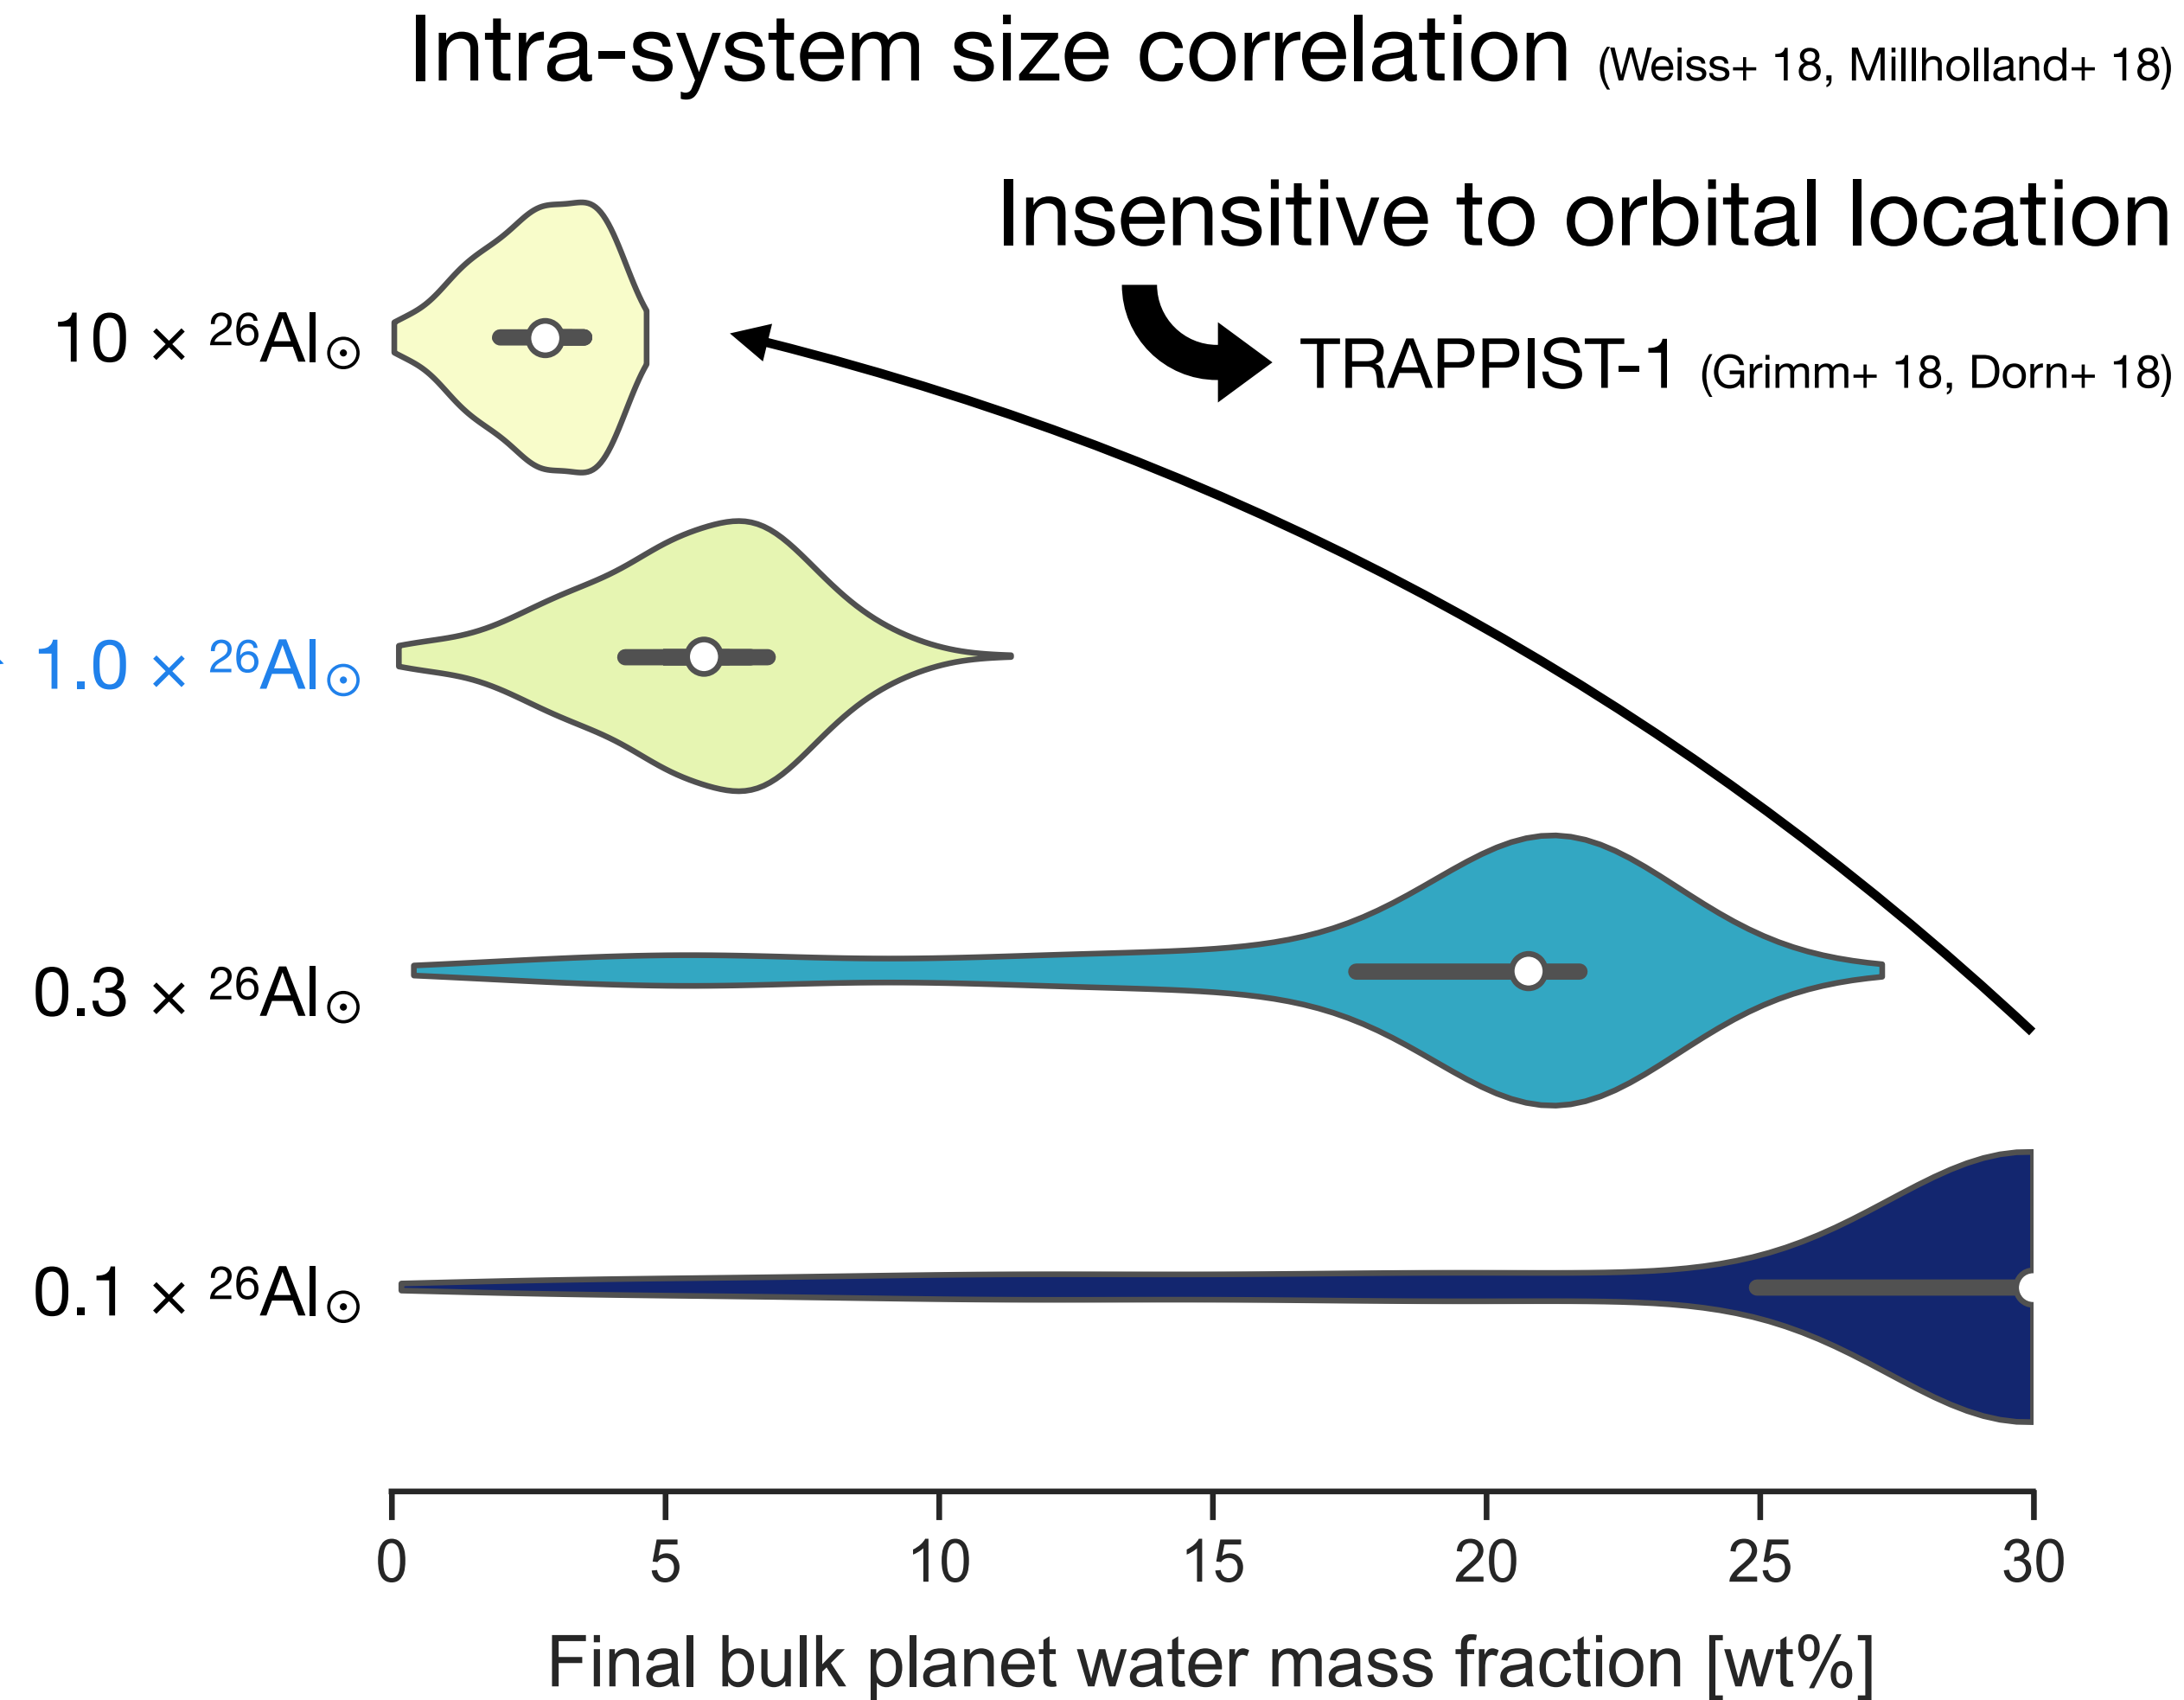 Intra-system size correlation (Weiss+ 18, Millholland+ 18)
Insensitive to orbital location
TRAPPIST-1 (Grimm+ 18, Dorn+ 18)
10 × ²⁶Al☉
1.0 × ²⁶Al☉
0.3 × ²⁶Al☉
0.1 × ²⁶Al☉
0 5 10 15 20 25 30
Final bulk planet water mass fraction [wt%]